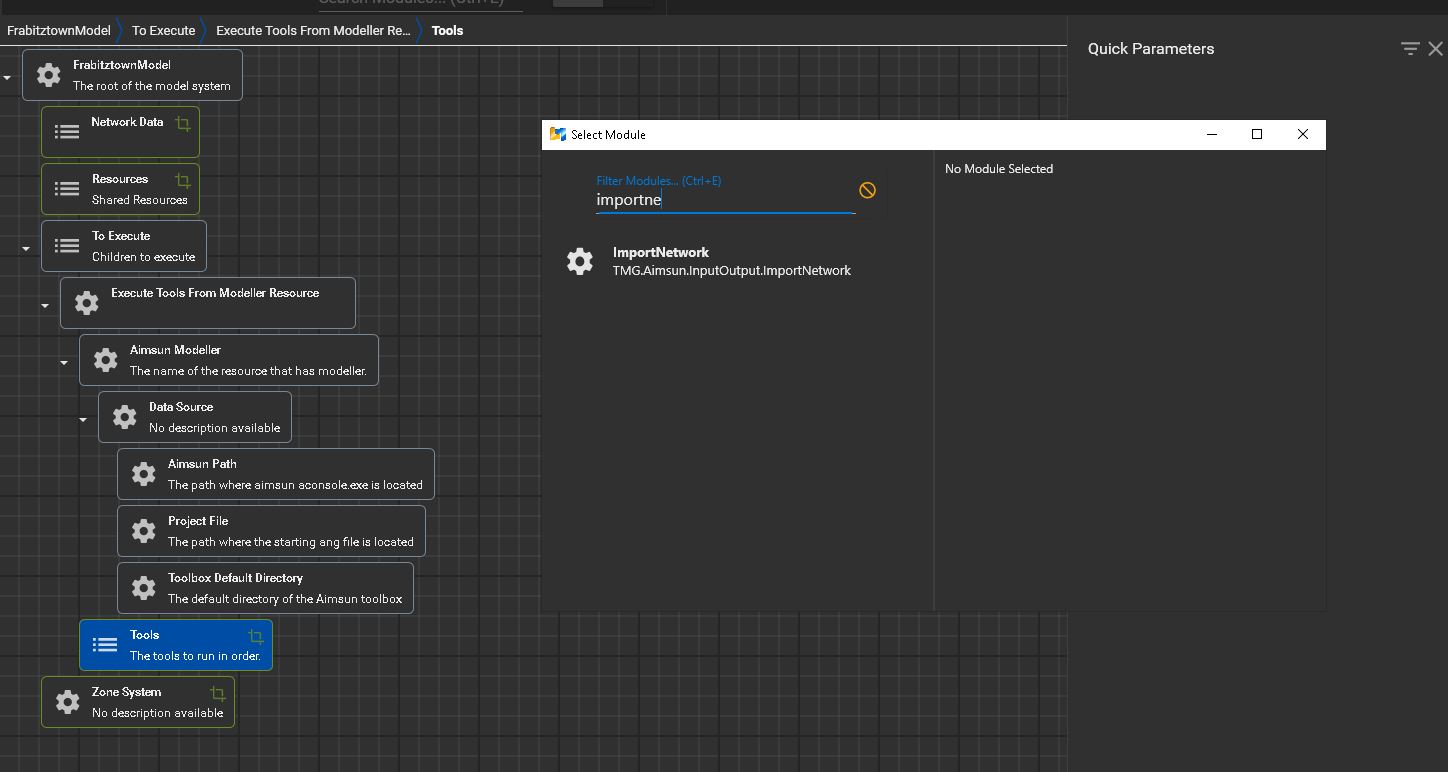 Search Modules... (Ctrl+E)
FrabitztownModel
To Execute
Execute Tools From Modeller Re...
Tools
Quick Parameters
FrabitztownModel
The root of the model system
Network Data
Resources
Shared Resources
To Execute
Children to execute
Execute Tools From Modeller Resource
Aimsun Modeller
The name of the resource that has modeller.
Data Source
No description available
Aimsun Path
The path where aimsun aconsole.exe is located
Project File
The path where the starting ang file is located
Toolbox Default Directory
The default directory of the Aimsun toolbox
Tools
The tools to run in order.
Zone System
No description available
Select Module
Filter Modules... (Ctrl+E)
importne
ImportNetwork
TMG.Aimsun.InputOutput.ImportNetwork
No Module Selected